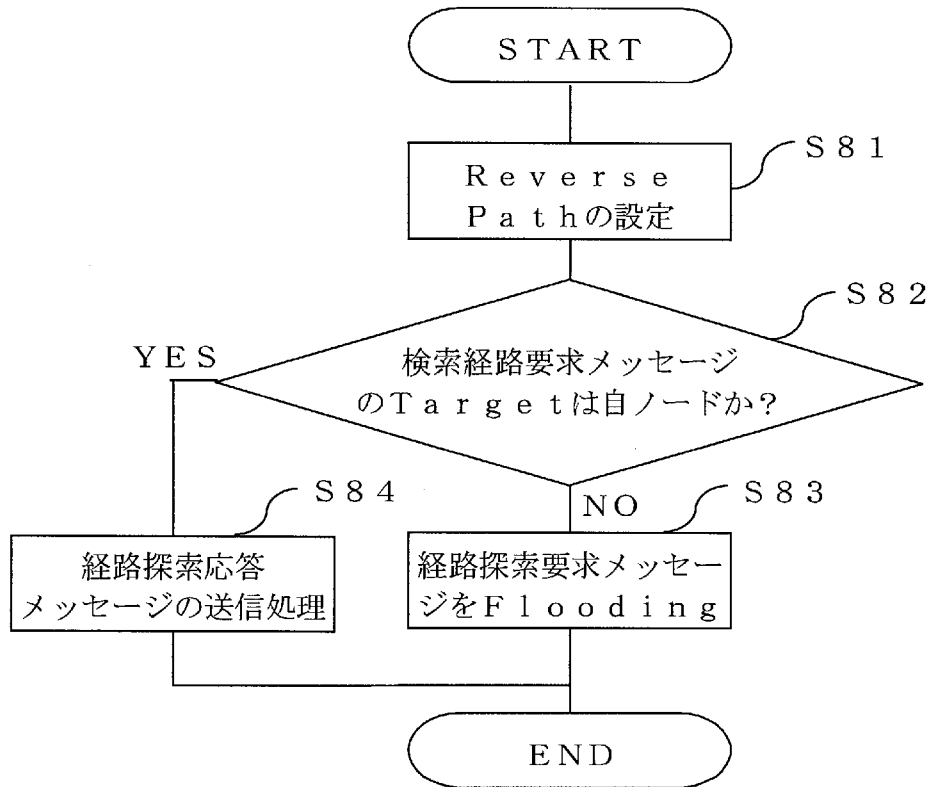 ＳＴＡＲＴ
Ｓ８１
Ｒｅｖｅｒｓｅ
Ｐａｔｈの設定
Ｓ８２
ＹＥＳ
検索経路要求メッセージ
のＴａｒｇｅｔは自ノードか？
Ｓ８４
ＮＯ
Ｓ８３
経路探索応答
メッセージの送信処理
経路探索要求メッセー
ジをＦｌｏｏｄｉｎｇ
ＥＮＤ